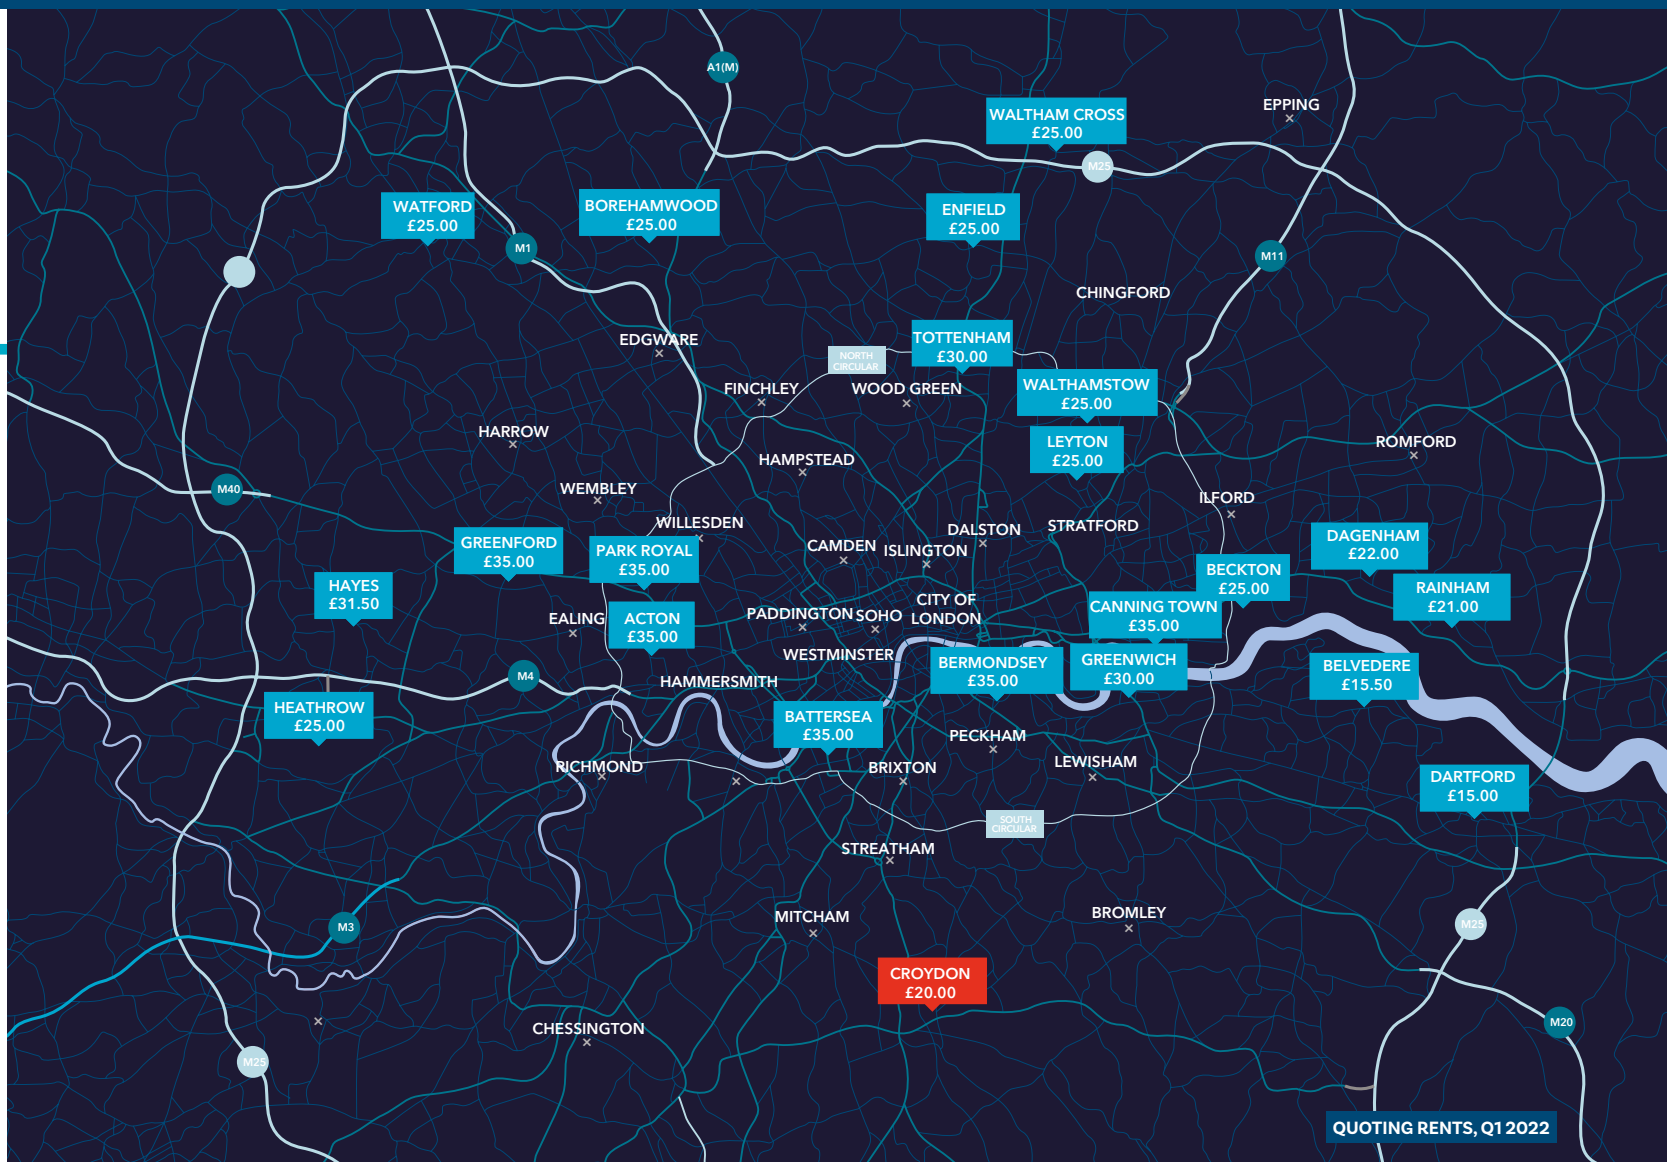 A1(M)
EPPING
WALTHAM CROSS
£25.00
M25
WATFORD
£25.00
BOREHAMWOOD
£25.00
ENFIELD
£25.00
M1
M11
CHINGFORD
EDGWARE
TOTTENHAM
£30.00
NORTH
CIRCULAR
FINCHLEY
WOOD GREEN
WALTHAMSTOW
£25.00
HARROW
LEYTON
£25.00
ROMFORD
HAMPSTEAD
M40
WEMBLEY
ILFORD
WILLESDEN
DALSTON
STRATFORD
GREENFORD
£35.00
PARK ROYAL
£35.00
CAMDEN
ISLINGTON
DAGENHAM
£22.00
BECKTON
£25.00
HAYES
£31.50
RAINHAM
£21.00
EALING
ACTON
£35.00
PADDINGTON
SOHO
CITY OF
LONDON
CANNING TOWN
£35.00
WESTMINSTER
BERMONDSEY
£35.00
GREENWICH
£30.00
BELVEDERE
£15.50
M4
HAMMERSMITH
HEATHROW
£25.00
BATTERSEA
£35.00
PECKHAM
RICHMOND
BRIXTON
LEWISHAM
DARTFORD
£15.00
SOUTH
CIRCULAR
STREATHAM
M3
MITCHAM
BROMLEY
M25
CROYDON
£20.00
CHESSINGTON
M20
M25
QUOTING RENTS, Q1 2022